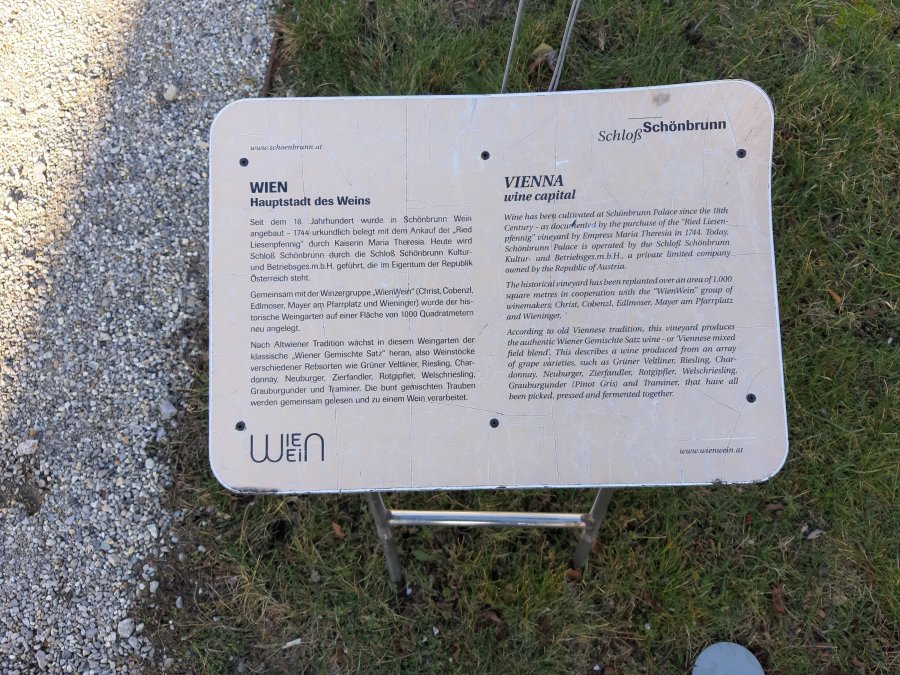 www.schoenbrunn.at
Schloß Schönbrunn
WIEN
Hauptstadt des Weins
Seit dem 18. Jahrhundert wurde in Schönbrunn Wein
angebaut - 1744 urkundlich belegt mit dem Ankauf der „Ried
Liesenpfennig" durch Kaiserin Maria Theresia. Heute wird
Schloß Schönbrunn durch die Schloß Schönbrunn Kultur-
und Betriebsges.m.b.H. geführt, die im Eigentum der Republik
Österreich steht.
Gemeinsam mit der Winzergruppe „WienWein" (Christ, Cobenzl,
Edlmoser, Mayer am Pfarrplatz und Wieninger) wurde der his-
torische Weingarten auf einer Fläche von 1000 Quadratmetern
neu angelegt.
Nach Altwiener Tradition wächst in diesem Weingarten der
klassische „Wiener Gemischte Satz" heran, also Weinstöcke
verschiedener Rebsorten wie Grüner Veltliner, Riesling, Char-
donnay, Neuburger, Zierfandler, Rotgipfler, Welschriesling,
Grauburgunder und Traminer. Die bunt gemischten Trauben
werden gemeinsam gelesen und zu einem Wein verarbeitet.
VIENNA
wine capital
Wine has been cultivated at Schönbrunn Palace since the 18th
Century - as documented by the purchase of the "Ried Liesen-
pfennig" vineyard by Empress Maria Theresia in 1744. Today,
Schönbrunn Palace is operated by the Schloß Schönbrunn
Kultur- und Betriebsges.m.b.H., a private limited company
owned by the Republic of Austria.
The historical vineyard has been replanted over an area of 1,000
square metres in cooperation with the "WienWein" group of
winemakers, Christ, Cobenzl, Edlmoser, Mayer am Pfarrplatz
and Wieninger.
According to old Viennese tradition, this vineyard produces
the authentic Wiener Gemischte Satz wine - or 'Viennese mixed
field blend'. This describes a wine produced from an array
of grape varieties, such as Grüner Veltliner, Riesling, Char-
donnay, Neuburger, Zierfandler, Rotgipfler, Welschriesling,
Grauburgunder (Pinot Gris) and Traminer, that have all
been picked, pressed and fermented together.
WIE
WEIN
www.wienwein.at